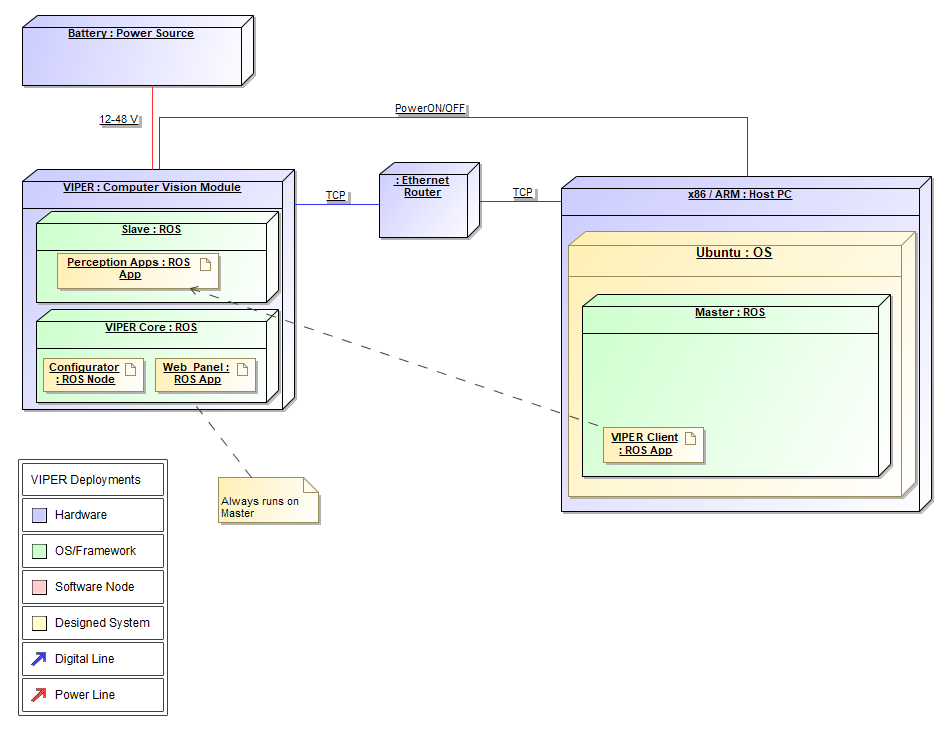 Battery : Power Source
12-48 V
PowerON/OFF
VIPER : Computer Vision Module
Slave : ROS
Perception Apps : ROS
App
VIPER Core : ROS
Configurator
: ROS Node
Web_Panel :
ROS App
TCP
: Ethernet
Router
TCP
x86 / ARM : Host PC
Ubuntu : OS
Master : ROS
VIPER Client
: ROS App
Always runs on
Master
VIPER Deployments
Hardware
OS/Framework
Software Node
Designed System
Digital Line
Power Line